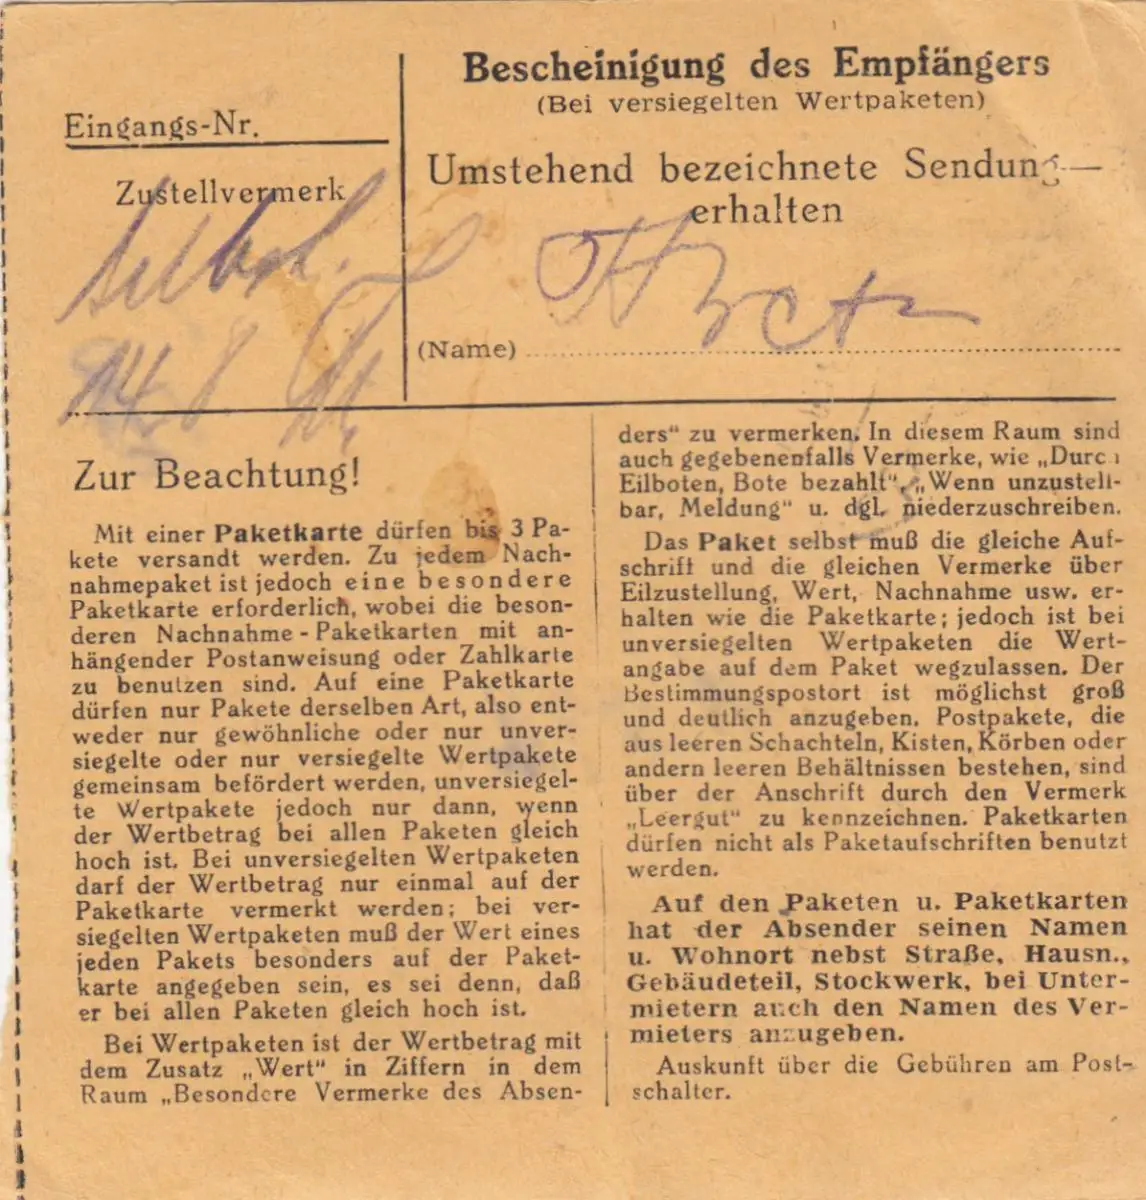 Eingangs-Nr.
Zustellvermerk
Selbst.
Bescheinigung des Empfängers
(Bei versiegelten Wertpaketen)
Umstehend bezeichnete Sendung—
erhalten
(Name)
Zur Beachtung!
Mit einer Paketkarte dürfen bis 3 Pa-
kete versandt werden. Zu jedem Nach-
nahmepaket ist jedoch eine besondere
Paketkarte erforderlich, wobei die beson-
deren Nachnahme-Paketkarten mit an-
hängender Postanweisung oder Zahlkarte
zu benutzen sind. Auf eine Paketkarte
dürfen nur Pakete derselben Art, also ent-
weder nur gewöhnliche oder nur unver-
siegelte oder nur versiegelte Wertpakete
gemeinsam befördert werden, unversiegel-
te Wertpakete jedoch nur dann, wenn
der Wertbetrag bei allen Paketen gleich
hoch ist. Bei unversiegelten Wertpaketen
darf der Wertbetrag nur einmal auf der
Paketkarte vermerkt werden; bei ver-
siegelten Wertpaketen muß der Wert eines
jeden Pakets besonders auf der Paket-
karte angegeben sein, es sei denn, daß
er bei allen Paketen gleich hoch ist.
Bei Wertpaketen ist der Wertbetrag mit
dem Zusatz „Wert“ in Ziffern in dem
Raum „Besondere Vermerke des Absen-
ders“ zu vermerken. In diesem Raum sind
auch gegebenenfalls Vermerke, wie „Durch
Eilboten, Bote bezahlt“, „Wenn unzustell-
bar, Meldung“ u. dgl. niederzuschreiben.
Das Paket selbst muß die gleiche Auf-
schrift und die gleichen Vermerke über
Eilzustellung, Wert, Nachnahme usw. er-
halten wie die Paketkarte; jedoch ist bei
unversiegelten Wertpaketen die Wert-
angabe auf dem Paket wegzulassen. Der
Bestimmungspostort ist möglichst groß
und deutlich anzugeben. Postpakete, die
aus leeren Schachteln, Kisten, Körben oder
andern leeren Behältnissen bestehen, sind
über der Anschrift durch den Vermerk
„Leergut“ zu kennzeichnen. Paketkarten
dürfen nicht als Paketaufschriften benutzt
werden.
Auf den Paketen u. Paketkarten
hat der Absender seinen Namen
u. Wohnort nebst Straße, Hausn.,
Gebäudeteil, Stockwerk, bei Unter-
mietern auch den Namen des Ver-
mieters anzugeben.
Auskunft über die Gebühren am Post-
schalter.